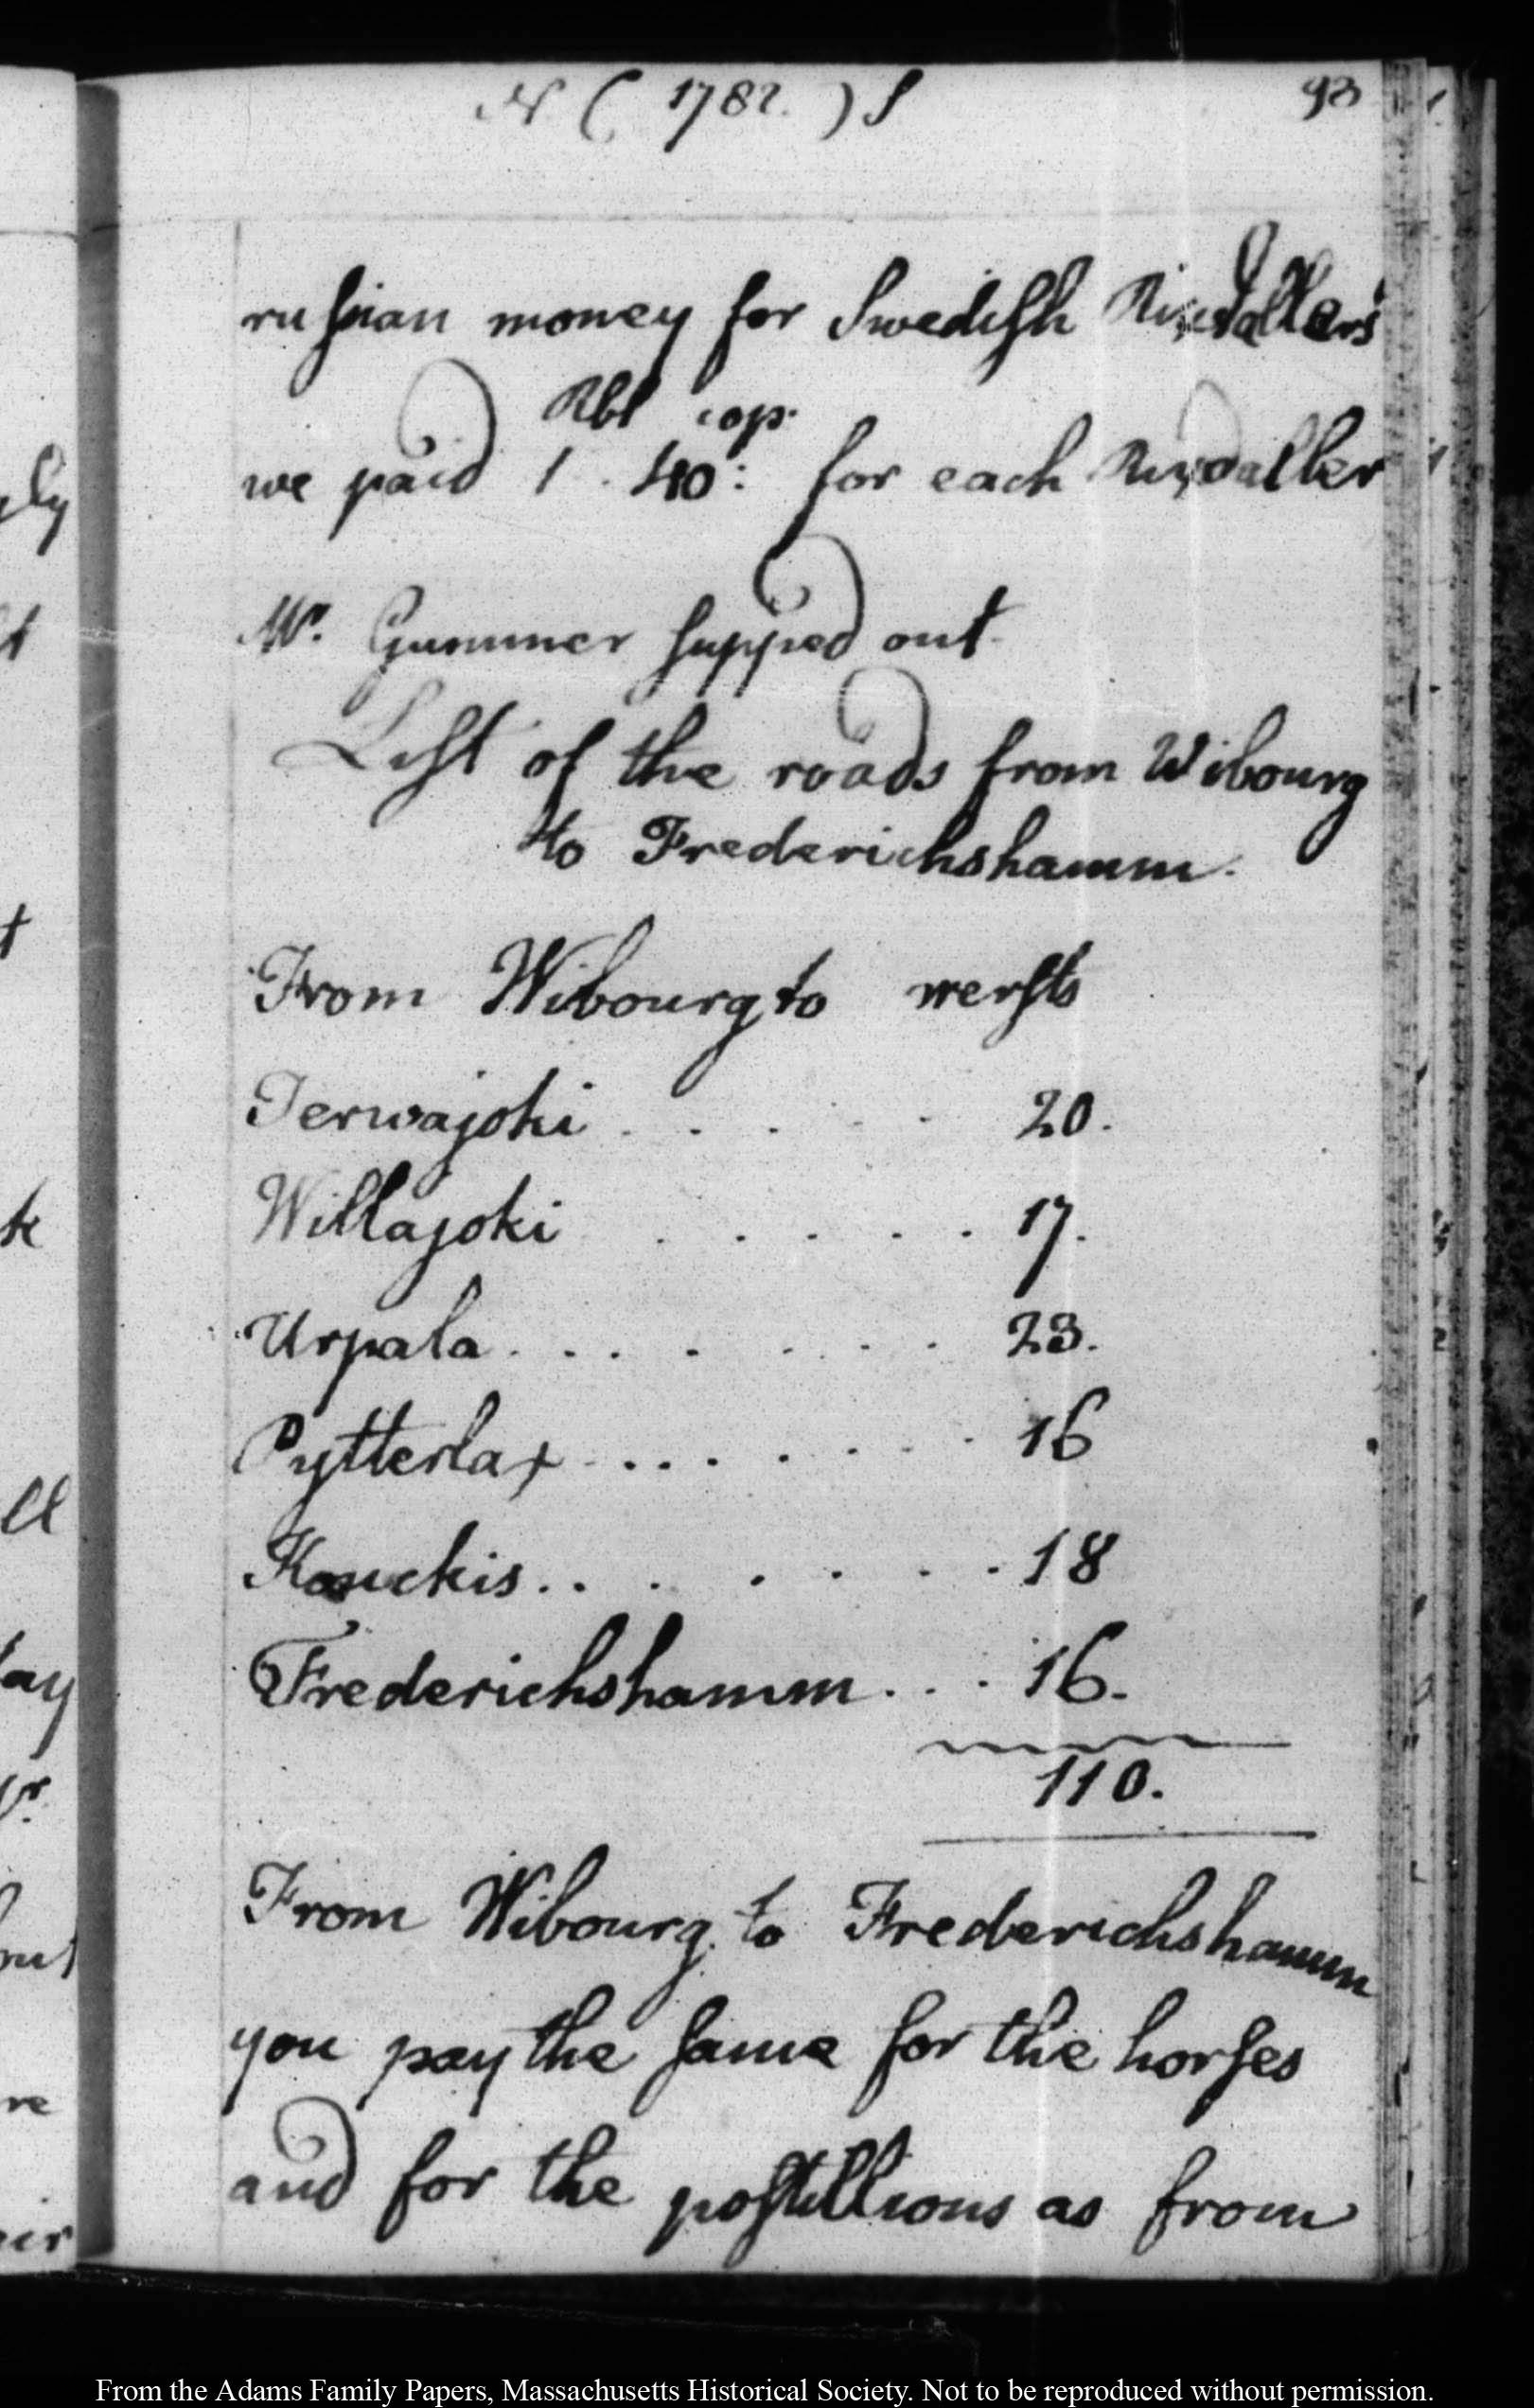 N ( 1782. ) S 93
russian money for Swedish Rixdallers
Rbl cop.
we paid 1 . 40: for each Rixdaller
Mr. Gummer supped out
List of the roads from Wibourg
to Frederichshamm.
From Wibourg to wersts
Terwajoki . . . . . 20.
Willajoki . . . . . 17.
Urpala . . . . . . . 23.
Pytterlax . . . . . . . 16
Kouckis . . . . . . . 18
Frederichshamm . . . 16.
110.
From Wibourg to Frederichshamm
you pay the same for the horses
and for the postillions as from
From the Adams Family Papers, Massachusetts Historical Society. Not to be reproduced without permission.